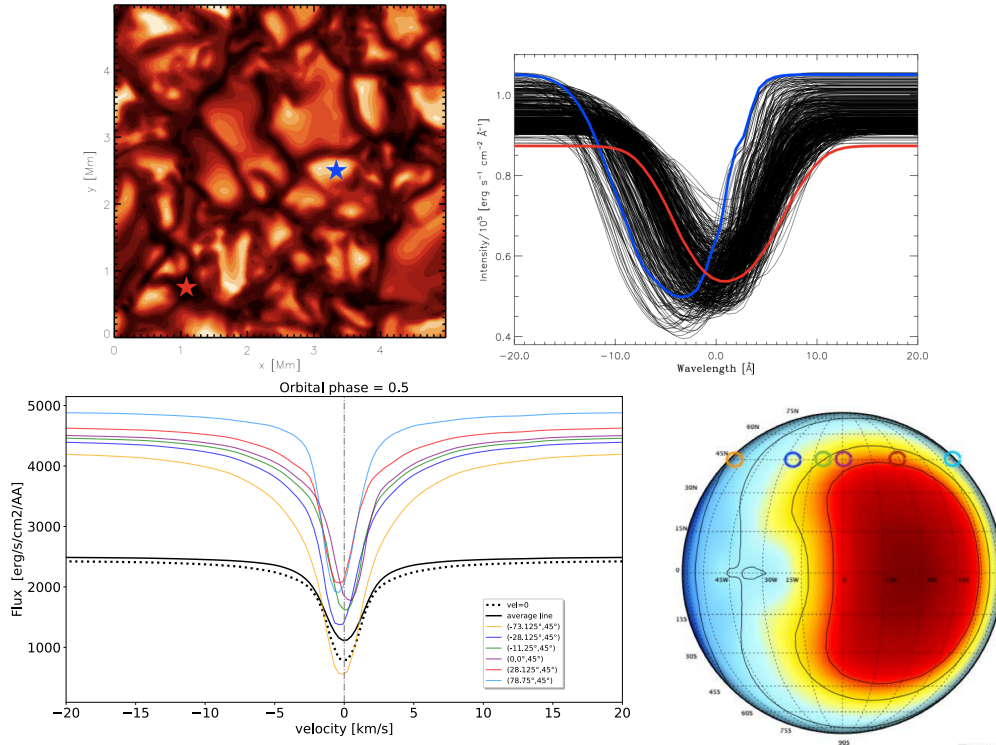 4
3
2
1
0
y [Mm]
0 1 2 3 4
x [Mm]
1.0
0.8
0.6
0.4
Intensity/10⁵ [erg s⁻¹ cm⁻² Å⁻¹]
-20.0 -10.0 0.0 10.0 20.0
Wavelength [Å]
Orbital phase = 0.5
5000
4000
3000
2000
1000
Flux [erg/s/cm2/AA]
vel=0
average line
(-73.125°,45°)
(-28.125°,45°)
(-11.25°,45°)
(0.0°,45°)
(28.125°,45°)
(78.75°,45°)
−20 −15 −10 −5 0 5 10 15 20
velocity [km/s]
75N
60N
45N
30N
15N
0 45W 30W 15W 0 15E 30E 45E
15S
30S
45S
60S
75S
90S